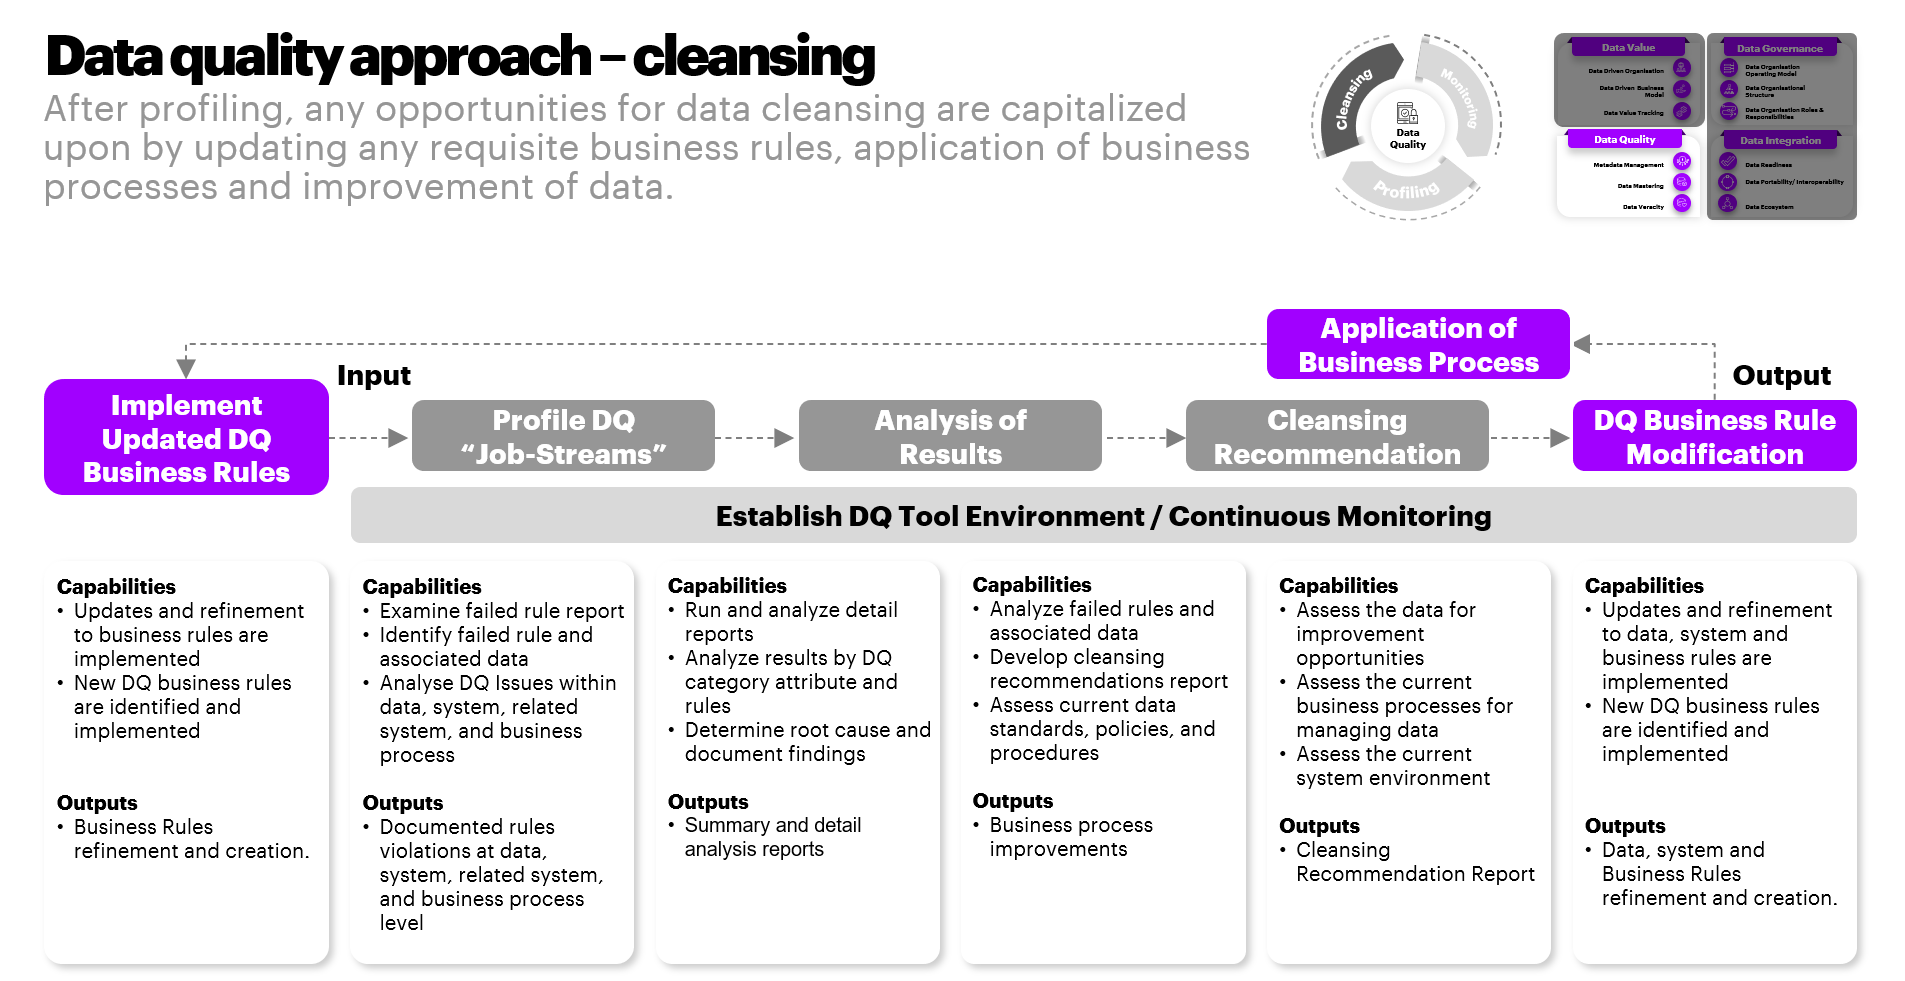 Data quality approach – cleansing
After profiling, any opportunities for data cleansing are capitalized
upon by updating any requisite business rules, application of business
processes and improvement of data.
Cleansing
Monitoring
Profiling
Data
Quality
Data Value
Data Driven Organisation
Data Driven Business
Model
Data Value Tracking
Data Governance
Data Organisation
Operating Model
Data Organisational
Structure
Data Organisation Roles &
Responsibilities
Data Quality
Metadata Management
Data Mastering
Data Veracity
Data Integration
Data Readiness
Data Portability/ Interoperability
Data Ecosystem
Application of
Business Process
Input
Output
Implement
Updated DQ
Business Rules
Profile DQ
“Job-Streams”
Analysis of
Results
Cleansing
Recommendation
DQ Business Rule
Modification
Establish DQ Tool Environment / Continuous Monitoring
Capabilities
• Updates and refinement
to business rules are
implemented
• New DQ business rules
are identified and
implemented
Outputs
• Business Rules
refinement and creation.
Capabilities
• Examine failed rule report
• Identify failed rule and
associated data
• Analyse DQ Issues within
data, system, related
system, and business
process
Outputs
• Documented rules
violations at data,
system, related system,
and business process
level
Capabilities
• Run and analyze detail
reports
• Analyze results by DQ
category attribute and
rules
• Determine root cause and
document findings
Outputs
• Summary and detail
analysis reports
Capabilities
• Analyze failed rules and
associated data
• Develop cleansing
recommendations report
• Assess current data
standards, policies, and
procedures
Outputs
• Business process
improvements
Capabilities
• Assess the data for
improvement
opportunities
• Assess the current
business processes for
managing data
• Assess the current
system environment
Outputs
• Cleansing
Recommendation Report
Capabilities
• Updates and refinement
to data, system and
business rules are
implemented
• New DQ business rules
are identified and
implemented
Outputs
• Data, system and
Business Rules
refinement and creation.